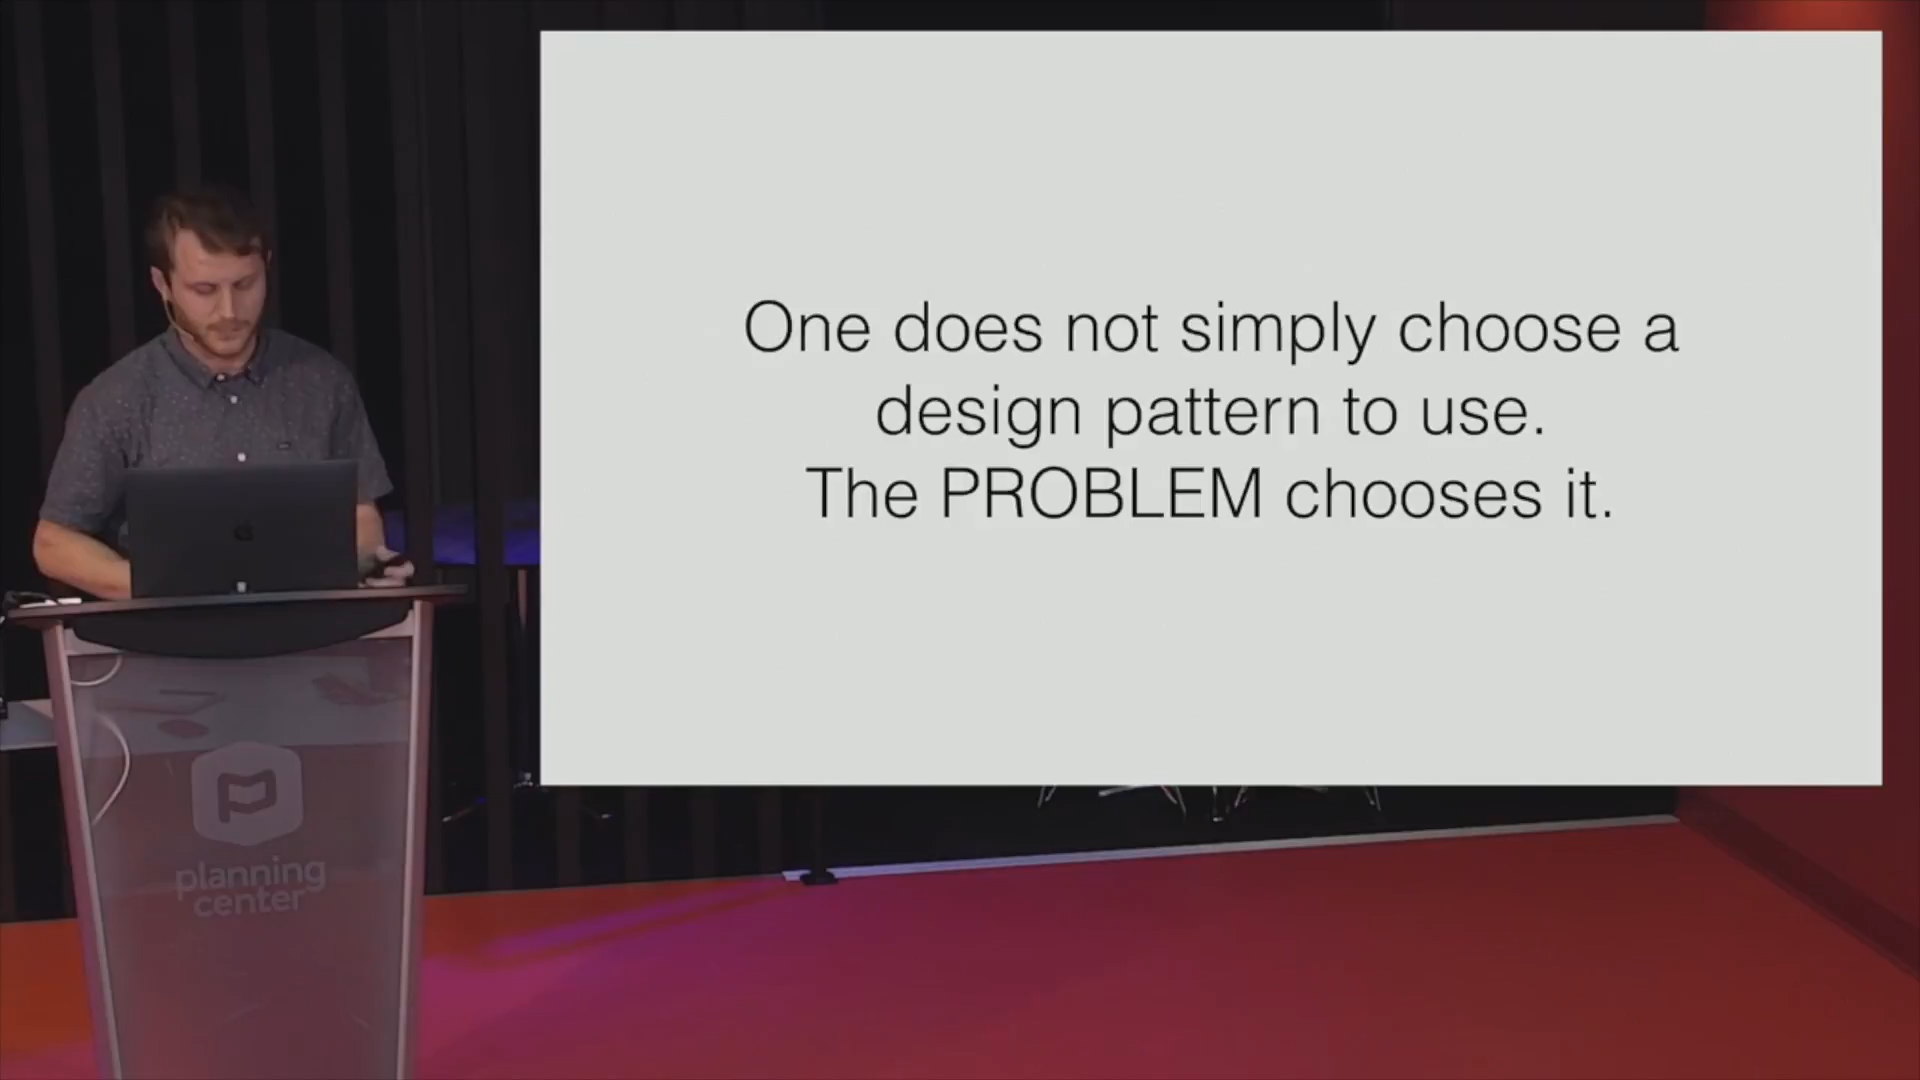 One does not simply choose a
design pattern to use.
The PROBLEM chooses it.
planning
center